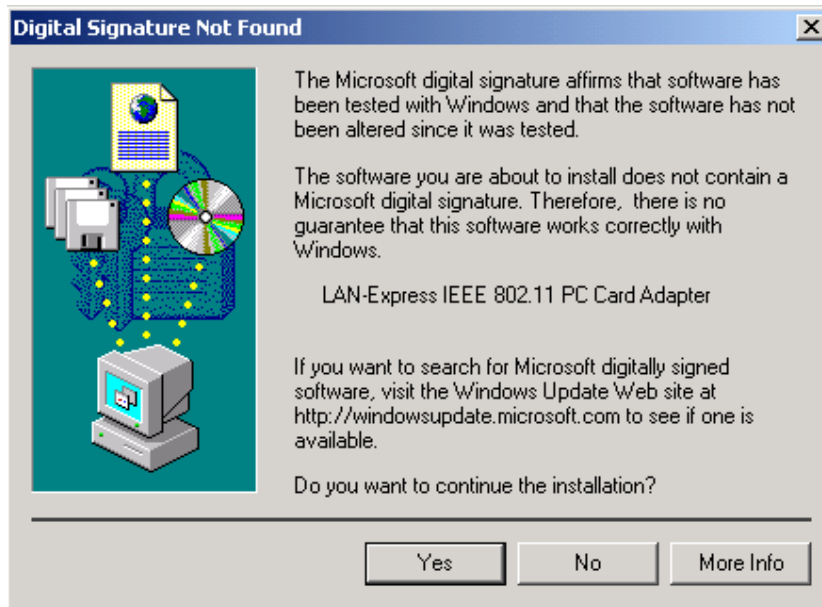 Digital Signature Not Found
The Microsoft digital signature affirms that software has
been tested with Windows and that the software has not
been altered since it was tested.
The software you are about to install does not contain a
Microsoft digital signature. Therefore,  there is no
guarantee that this software works correctly with
Windows.
LAN-Express IEEE 802.11 PC Card Adapter
If you want to search for Microsoft digitally signed
software, visit the Windows Update Web site at
http://windowsupdate.microsoft.com to see if one is
available.
Do you want to continue the installation?
Yes
No
More Info